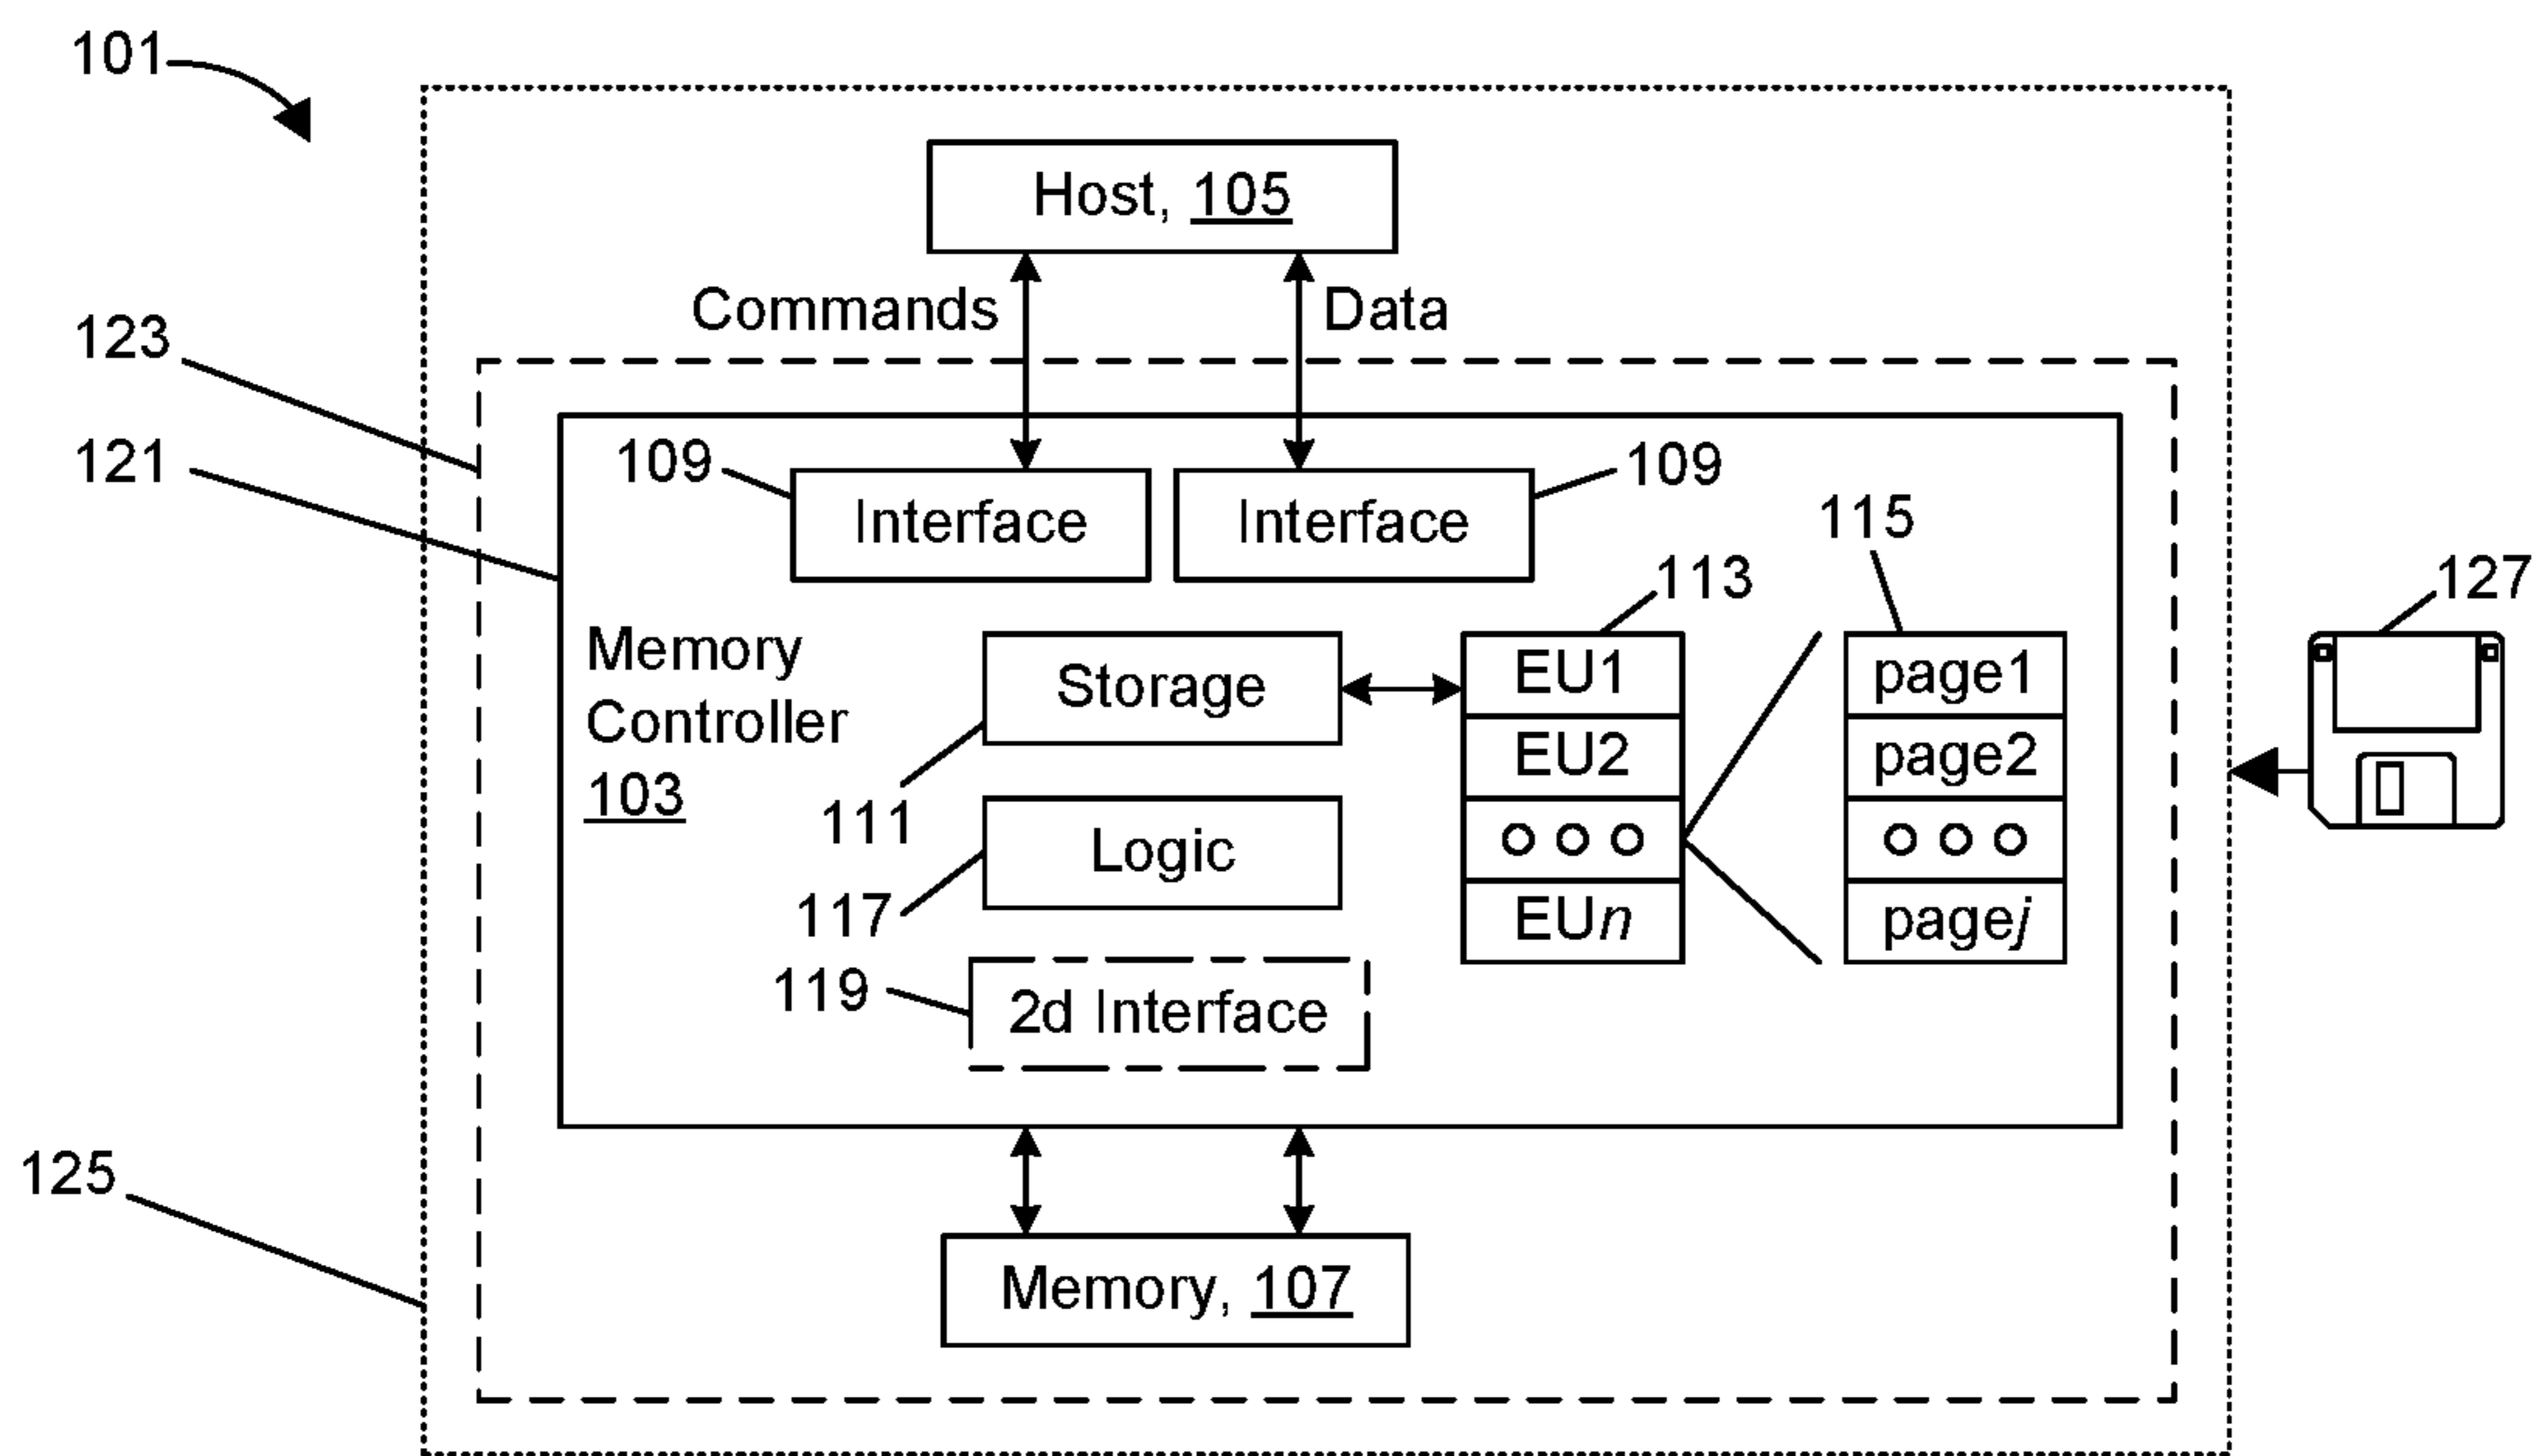 101
Host, 105
Commands
Data
123
121
109
109
Interface
Interface
115
113
127
Memory
Controller
103
Storage
EU1
page1
EU2
page2
111
Logic
117
EUn
pagej
119
2d Interface
125
Memory, 107